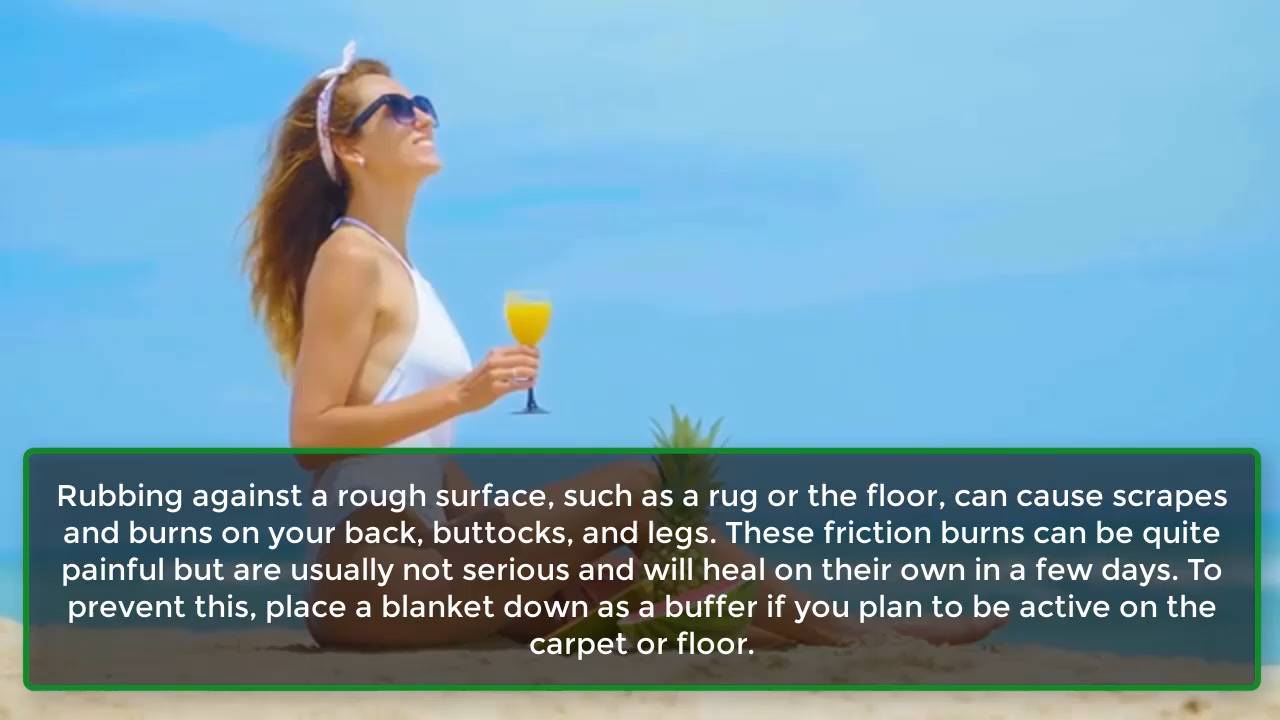 Rubbing against a rough surface, such as a rug or the floor, can cause scrapes
and burns on your back, buttocks, and legs. These friction burns can be quite
painful but are usually not serious and will heal on their own in a few days. To
prevent this, place a blanket down as a buffer if you plan to be active on the
carpet or floor.